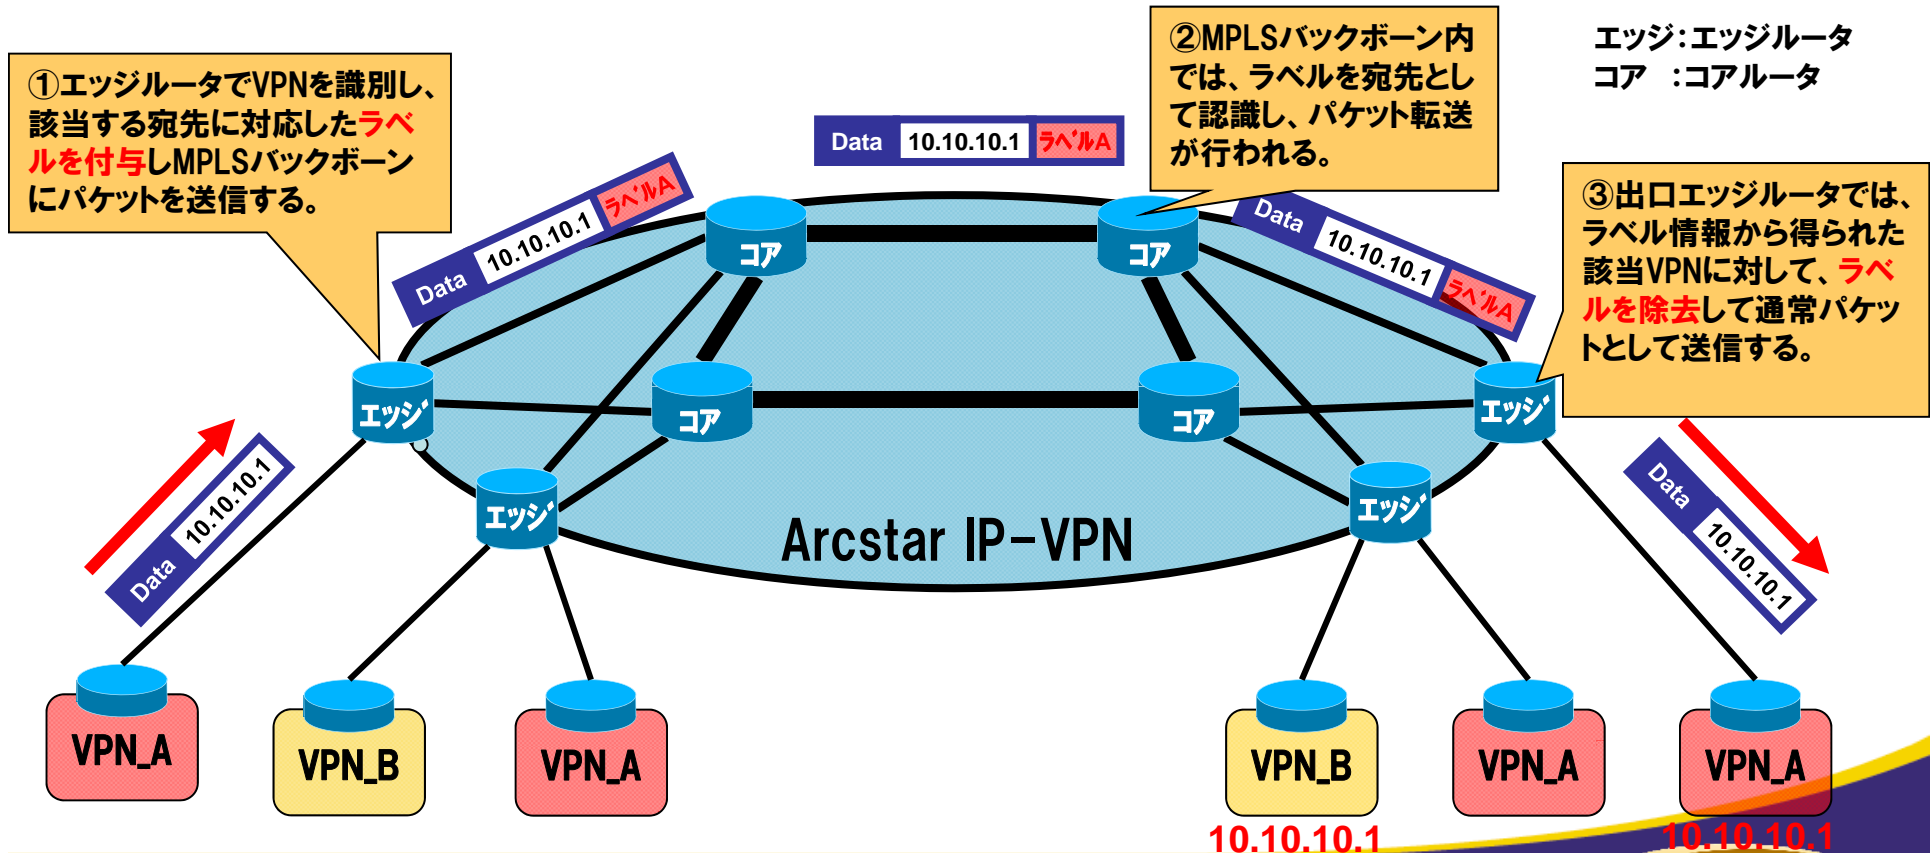 ①エッジルータでVPNを識別し、
該当する宛先に対応したラベ
ルを付与しMPLSバックボーン
にパケットを送信する。
②MPLSバックボーン内
では、ラベルを宛先とし
て認識し、パケット転送
が行われる。
エッジ:エッジルータ
コア :コアルータ
③出口エッジルータでは、
ラベル情報から得られた
該当VPNに対して、ラベ
ルを除去して通常パケッ
トとして送信する。
Data 10.10.10.1 ラベルA
Data 10.10.10.1 ラベルA
Data 10.10.10.1 ラベルA
コア
コア
エッジ
コア
コア
エッジ
Data 10.10.10.1
Data 10.10.10.1
エッジ
エッジ
Arcstar IP-VPN
VPN_A
VPN_B
VPN_A
VPN_B
VPN_A
VPN_A
10.10.10.1
10.10.10.1